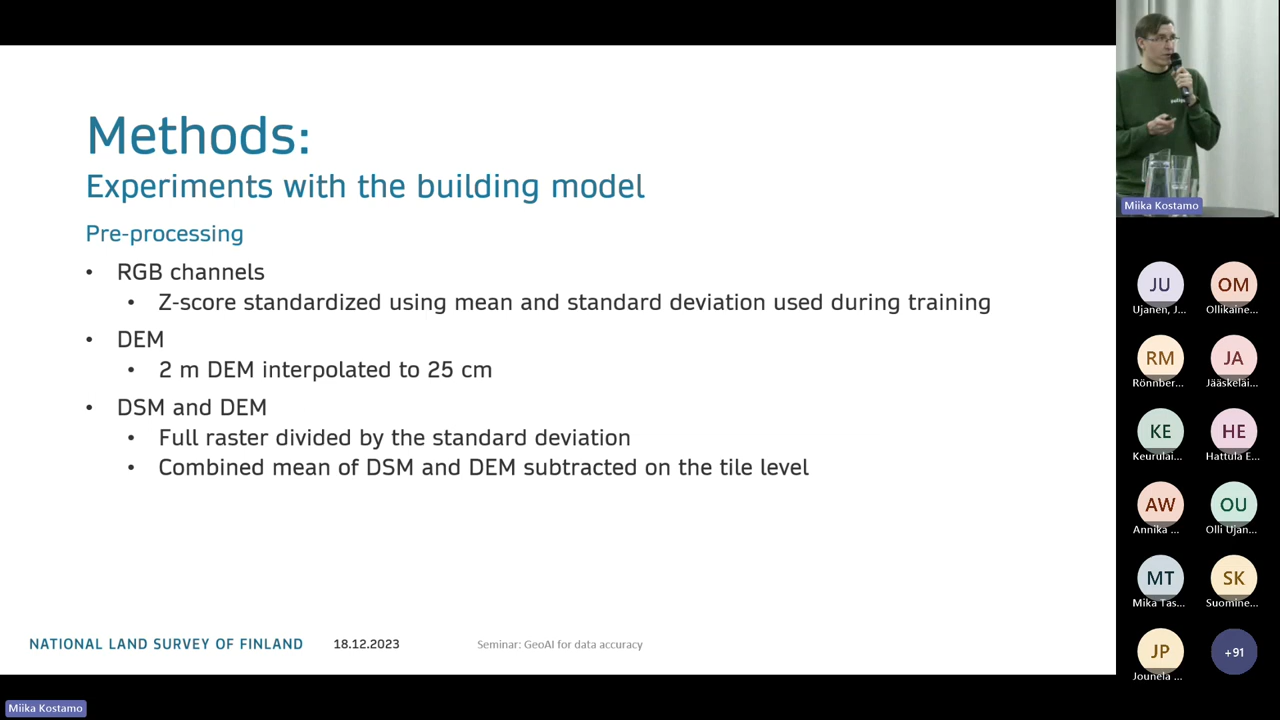 Methods:
Experiments with the building model
Pre-processing
• RGB channels
• Z-score standardized using mean and standard deviation used during training
• DEM
• 2 m DEM interpolated to 25 cm
• DSM and DEM
• Full raster divided by the standard deviation
• Combined mean of DSM and DEM subtracted on the tile level
NATIONAL LAND SURVEY OF FINLAND 18.12.2023 Seminar: GeoAI for data accuracy
Miika Kostamo
Miika Kostamo
JU OM
Ujanen, J... Ollikaine...
RM JA
Rönnber... Jääskeläi...
KE HE
Keurulai... Hattula E...
AW OU
Annika ... Olli Ujan...
MT SK
Mika Tas... Suomine...
JP +91
Jounela ...